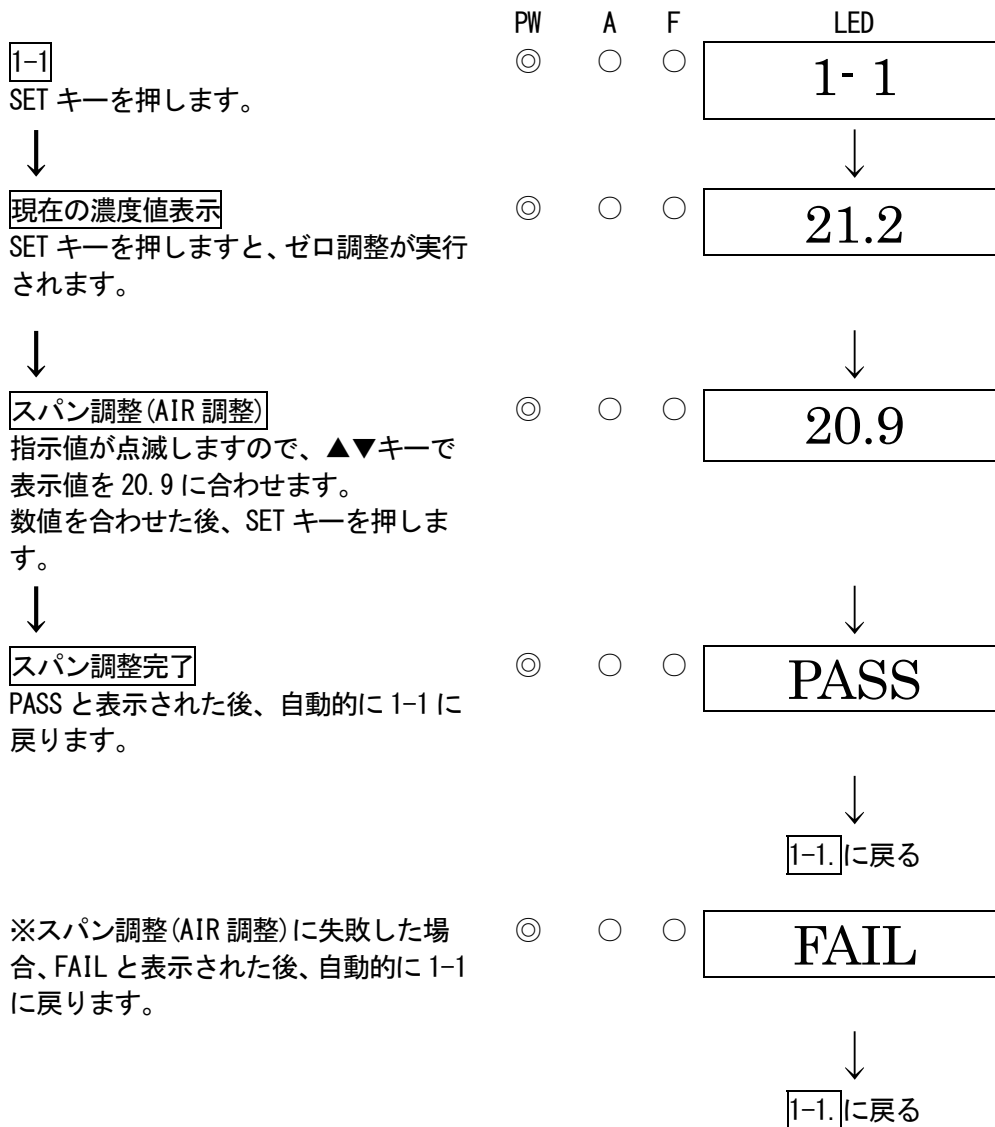 PW A F LED
1-1 ◎ ○ ○ 1- 1
SET キーを押します。
↓ ↓
現在の濃度値表示 ◎ ○ ○ 21.2
SET キーを押しますと、ゼロ調整が実行
されます。
↓ ↓
スパン調整(AIR 調整) ◎ ○ ○ 20.9
指示値が点滅しますので、▲▼キーで
表示値を 20.9 に合わせます。
数値を合わせた後、SET キーを押しま
す。
↓ ↓
スパン調整完了 ◎ ○ ○ PASS
PASS と表示された後、自動的に 1-1 に
戻ります。
↓
1-1.に戻る
※スパン調整(AIR 調整)に失敗した場 ◎ ○ ○ FAIL
合、FAIL と表示された後、自動的に 1-1
に戻ります。
↓
1-1.に戻る